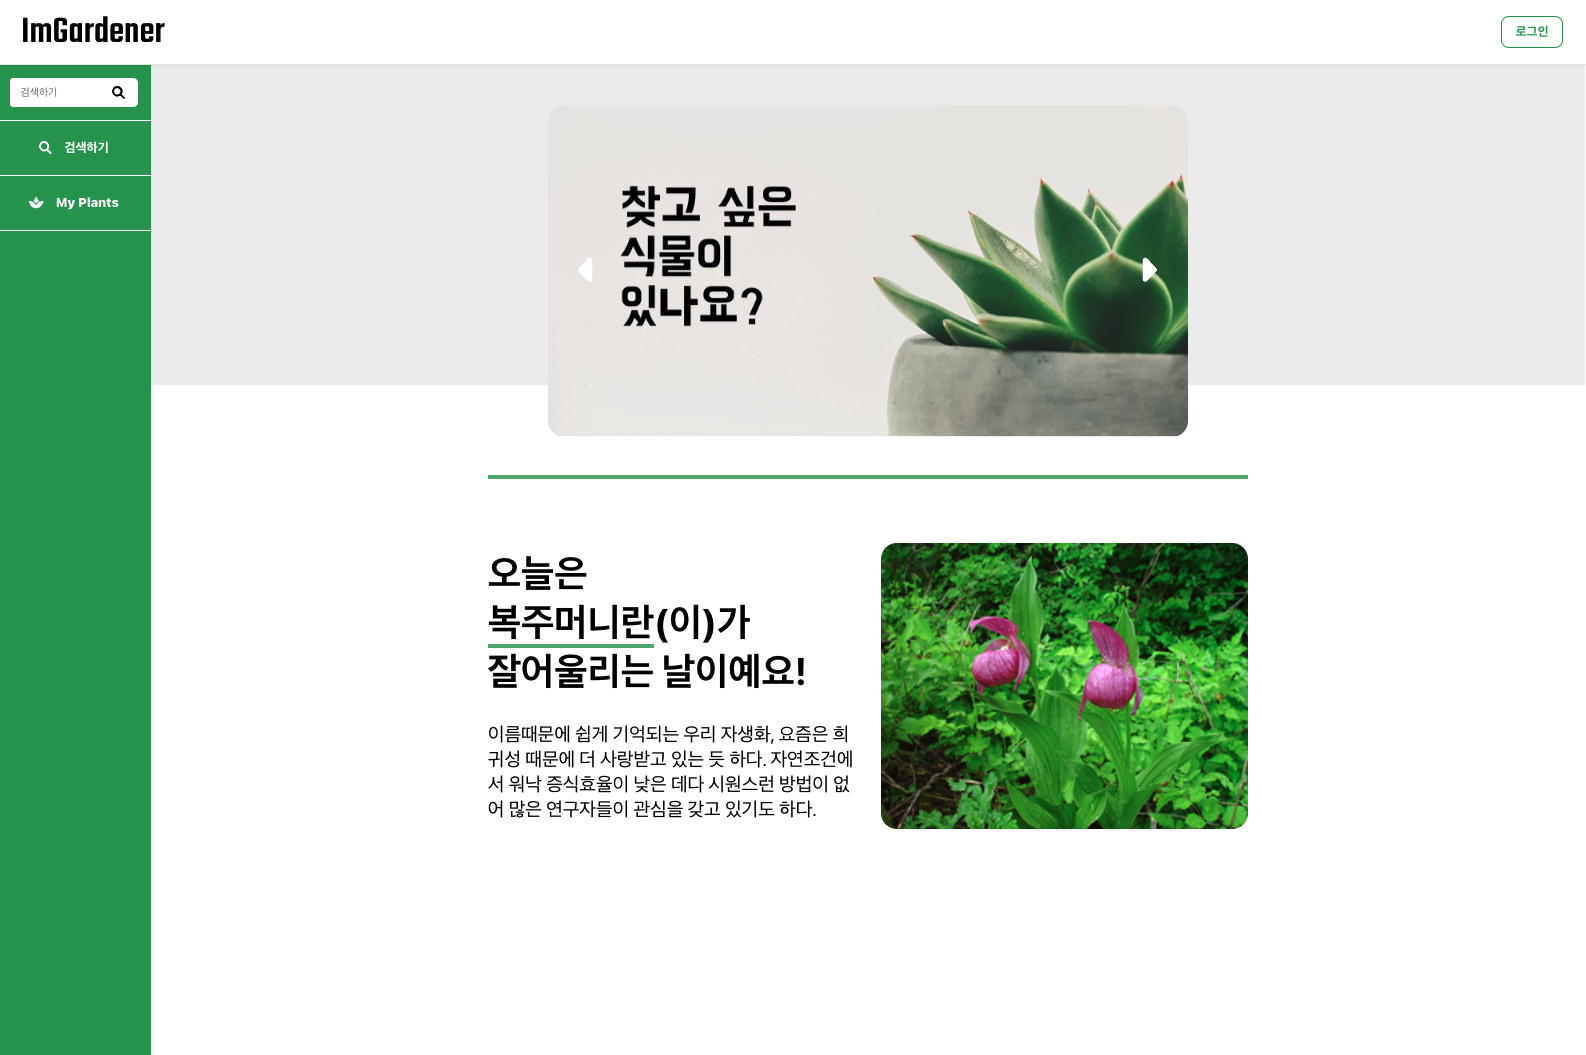 ImGardener
로그인
검색하기
검색하기
My Plants
찾고 싶은
식물이
있나요?
오늘은
복주머니란(이)가
잘어울리는 날이예요!
이름때문에 쉽게 기억되는 우리 자생화, 요즘은 희
귀성 때문에 더 사랑받고 있는 듯 하다. 자연조건에
서 워낙 증식효율이 낮은 데다 시원스런 방법이 없
어 많은 연구자들이 관심을 갖고 있기도 하다.